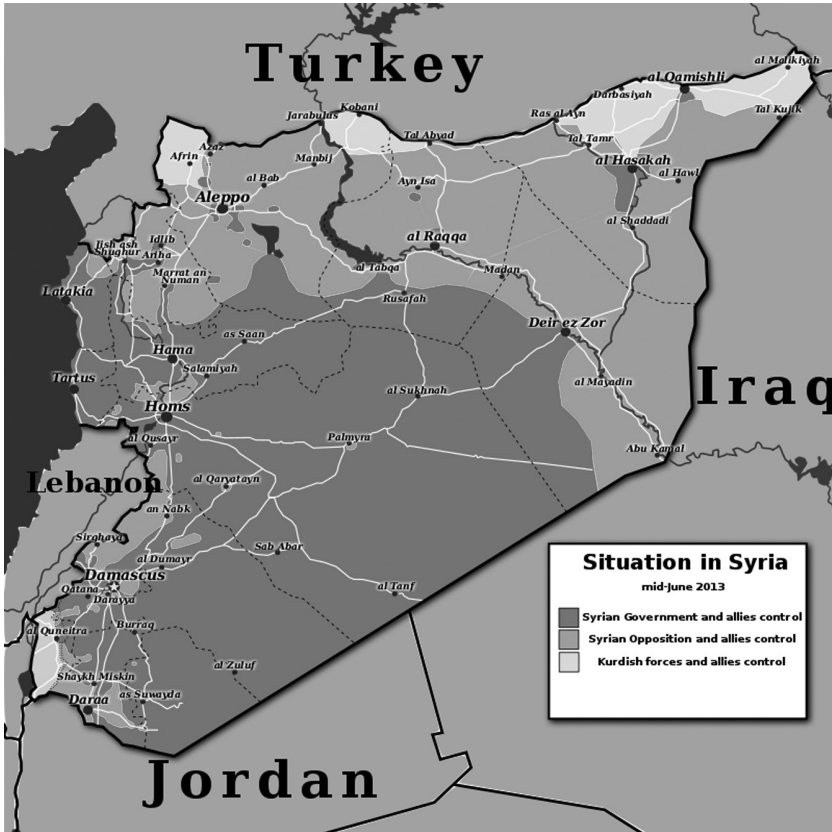 Turkey
al Malikiyah
al Qamishli
Darbasiyah
Kobani
Jarabulus
Ras al Ayn
Tal Kujik
Tal Abyad
Tal Tamr
Azaz
Afrin
Manbij
al Hasakah
al Hawl
al Bab
Ayn Isa
Aleppo
al Shaddadi
Idlib
Jish ash
Shughur
Ariha
al Raqqa
Marrat an
Numan
al Tabqa
Madan
Latakia
Rusafah
Deir ez Zor
as Saan
Hama
Salamiyah
Tartus
al Sukhnah
al Mayadin
Iraq
Homs
al Qusayr
Palmyra
Abu Kamal
Lebanon
al Qaryatayn
an Nabk
Sirghaya
Sab Abar
al Dumayr
Damascus
Qatana
Darayya
al Tanf
al Quneitra
Burraq
al Zuluf
Shaykh Miskin
as Suwayda
Daraa
Jordan
Situation in Syria
mid-June 2013
Syrian Government and allies control
Syrian Opposition and allies control
Kurdish forces and allies control